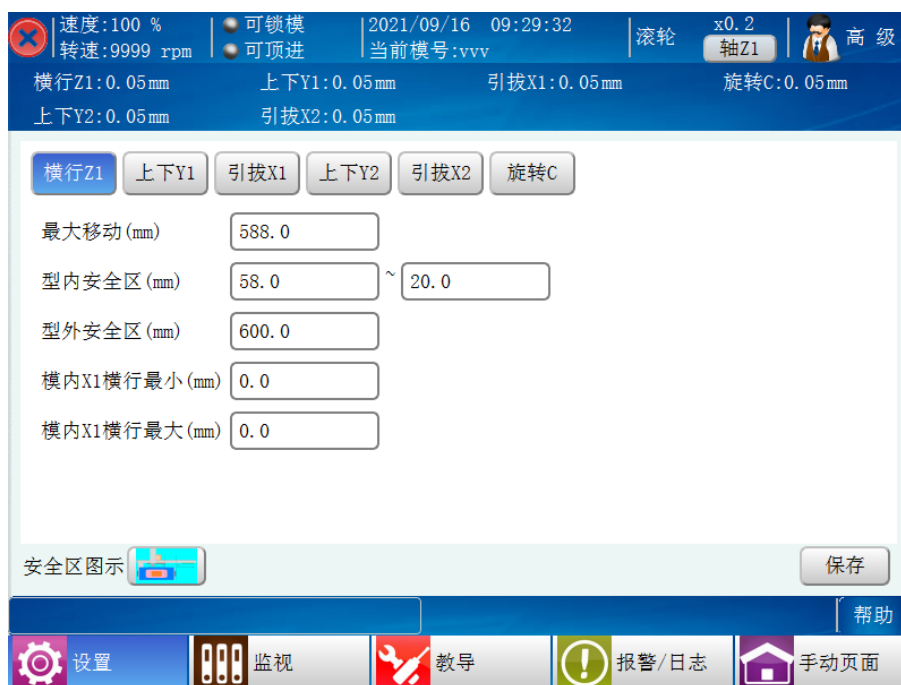 速度:100 % 可锁模 2021/09/16 09:29:32 滚轮 x0.2 高 级
转速:9999 rpm 可顶进 当前模号:vvv 轴Z1
横行Z1:0.05mm 上下Y1:0.05mm 引拔X1:0.05mm 旋转C:0.05mm
上下Y2:0.05mm 引拔X2:0.05mm
横行Z1 上下Y1 引拔X1 上下Y2 引拔X2 旋转C
最大移动(mm) 588.0
型内安全区(mm) 58.0 ~ 20.0
型外安全区(mm) 600.0
模内X1横行最小(mm) 0.0
模内X1横行最大(mm) 0.0
安全区图示 保存
帮助
设置 监视 教导 报警/日志 手动页面